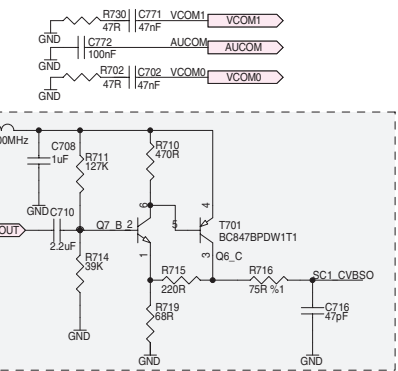 R730 C771 VCOM1 VCOM1
47R 47nF
GND
C772 AUCOM AUCOM
100nF
GND
R702 C702 VCOM0 VCOM0
47R 47nF
GND
00MHz
C708
1uF
R711
127K
R710
470R
6
4
GND
C710
OUT
2.2uF
Q7_B 2
5
T701
BC847BPDW1T1
1
3
Q6_C
R714
39K
R715
220R
R716
75R %1
SC1_CVBSO
R719
68R
C716
47pF
GND
GND
GND